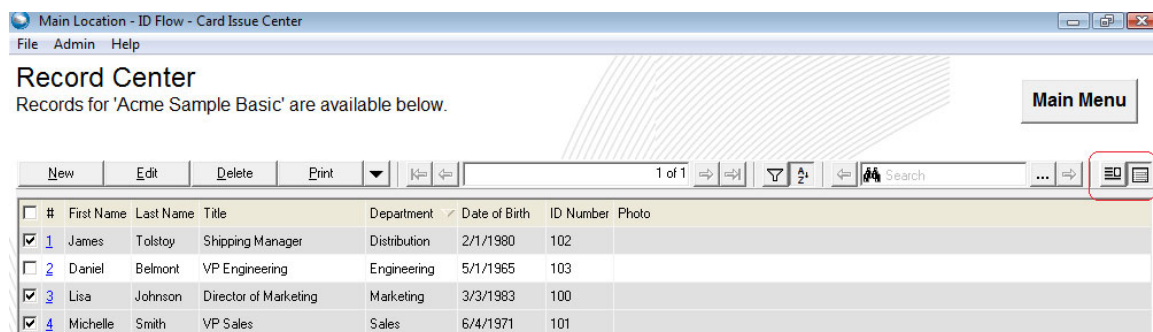 Main Location - ID Flow - Card Issue Center
File Admin Help
Record Center
Records for 'Acme Sample Basic' are available below.
Main Menu
New Edit Delete Print 1 of 1 Search ...
# First Name Last Name Title Department Date of Birth ID Number Photo
1 James Tolstoy Shipping Manager Distribution 2/1/1980 102
2 Daniel Belmont VP Engineering Engineering 5/1/1965 103
3 Lisa Johnson Director of Marketing Marketing 3/3/1983 100
4 Michelle Smith VP Sales Sales 6/4/1971 101